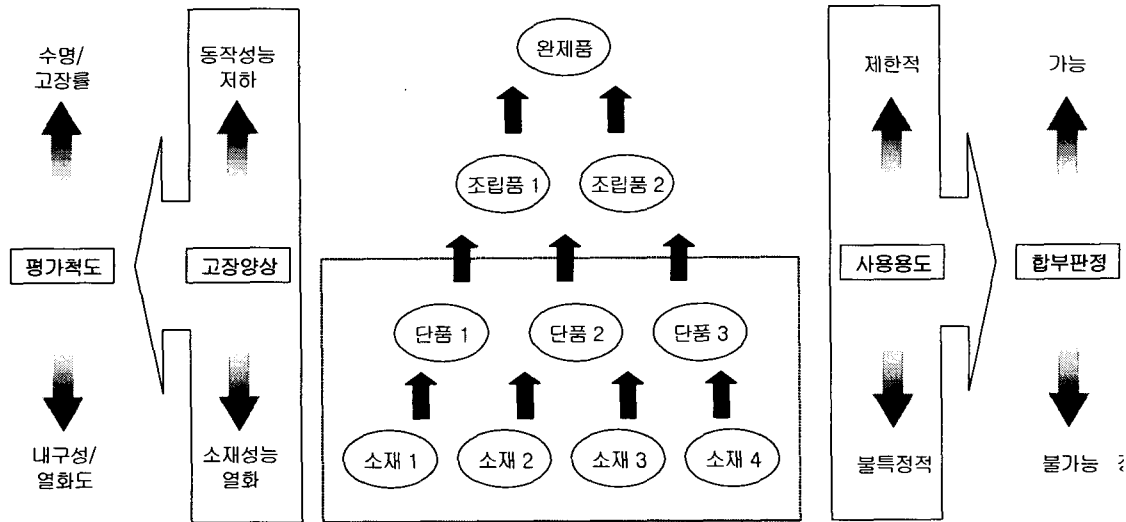 수명/
고장률
동작성능
저하
완제품
제한적
가능
조립품 1
조립품 2
평가척도
고장양상
사용용도
합부판정
단품 1
단품 2
단품 3
내구성/
열화도
소재성능
열화
소재 1
소재 2
소재 3
소재 4
불특정적
불가능